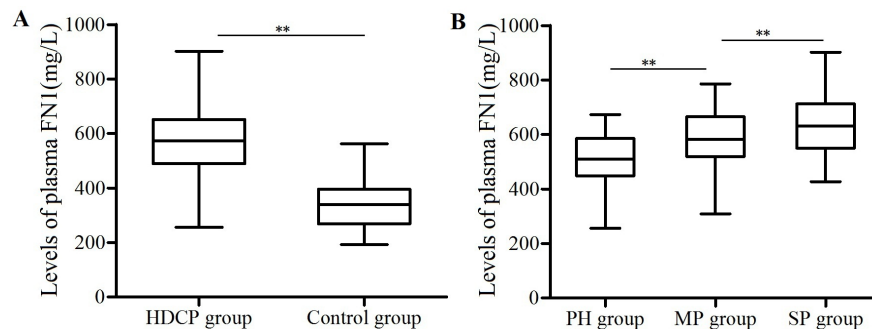 A
Levels of plasma FN1(mg/L)
1000
800
600
400
200
0
**
HDCP group
Control group
B
Levels of plasma FN1(mg/L)
1000
800
600
400
200
0
**
**
PH group
MP group
SP group